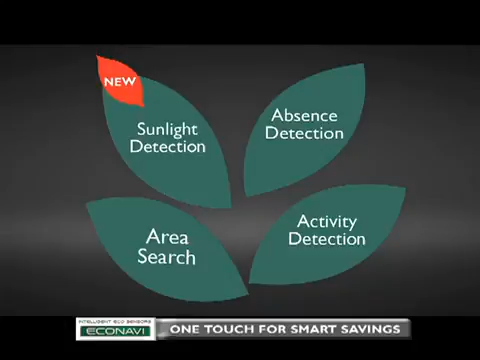 NEW
Sunlight
Detection
Absence
Detection
Area
Search
Activity
Detection
INTELLIGENT ECO SENSORS
ECONAVI
ONE TOUCH FOR SMART SAVINGS